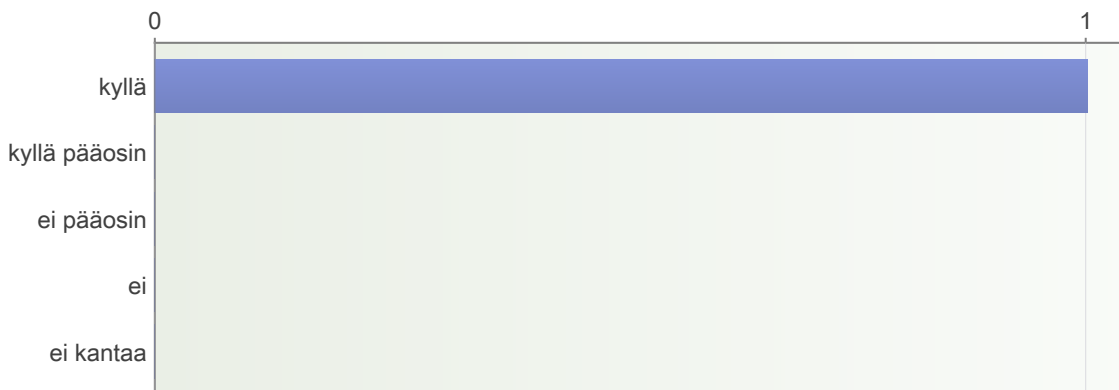 0 1
kyllä
kyllä pääosin
ei pääosin
ei
ei kantaa